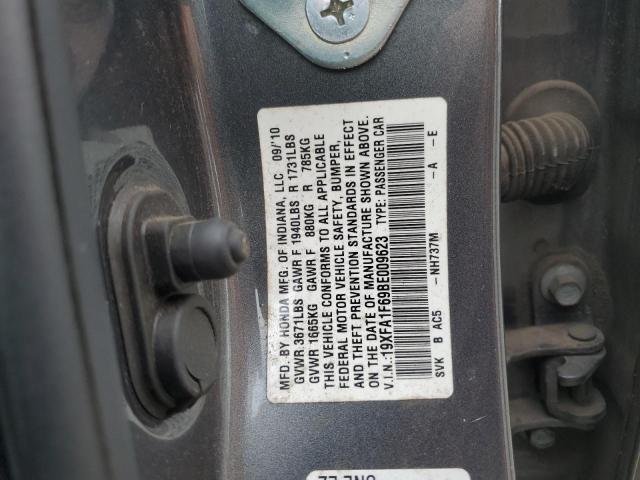 MFD. BY HONDA MFG. OF INDIANA, LLC 09/'10
GVWR 3671LBS GAWR F 1940LBS R 1731LBS
GVWR 1665KG GAWR F 880KG R 785KG
THIS VEHICLE CONFORMS TO ALL APPLICABLE
FEDERAL MOTOR VEHICLE SAFETY, BUMPER,
AND THEFT PREVENTION STANDARDS IN EFFECT
ON THE DATE OF MANUFACTURE SHOWN ABOVE.
V.I.N.:19XFA1F69BE009623 TYPE: PASSENGER CAR
SVK B AC5 - NH737M - A - E